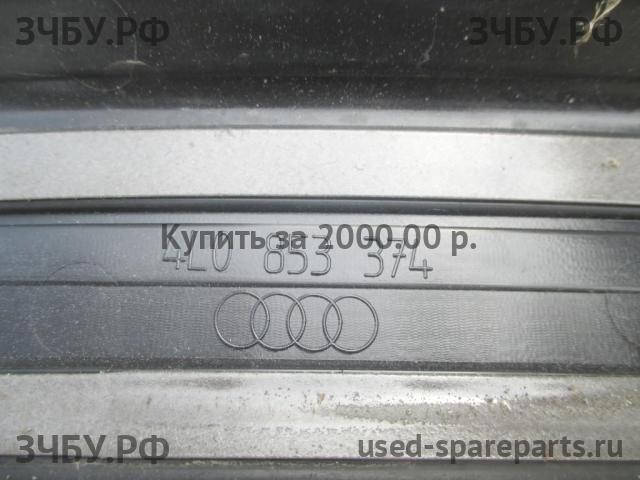 ЗЧБУ.РФ ЗЧБУ.РФ
Купить за 2000.00 р.
4L0 853 374
ЗЧБУ.РФ used-spareparts.ru